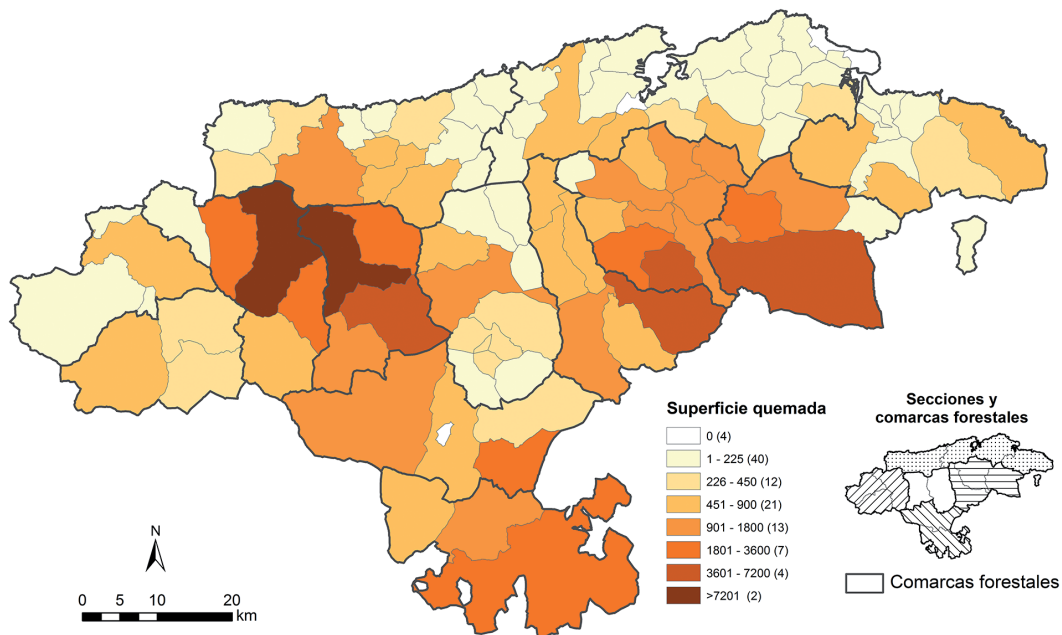 Superficie quemada
0 (4)
1 - 225 (40)
226 - 450 (12)
451 - 900 (21)
901 - 1800 (13)
1801 - 3600 (7)
3601 - 7200 (4)
>7201 (2)
Secciones y
comarcas forestales
Comarcas forestales
N
0 5 10 20
km